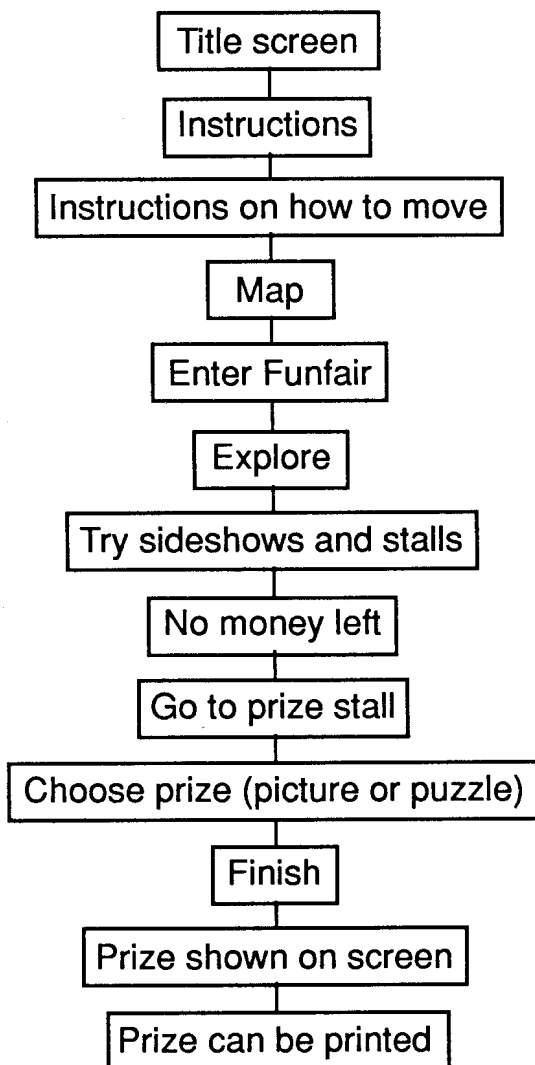 Title screen
Instructions
Instructions on how to move
Map
Enter Funfair
Explore
Try sideshows and stalls
No money left
Go to prize stall
Choose prize (picture or puzzle)
Finish
Prize shown on screen
Prize can be printed